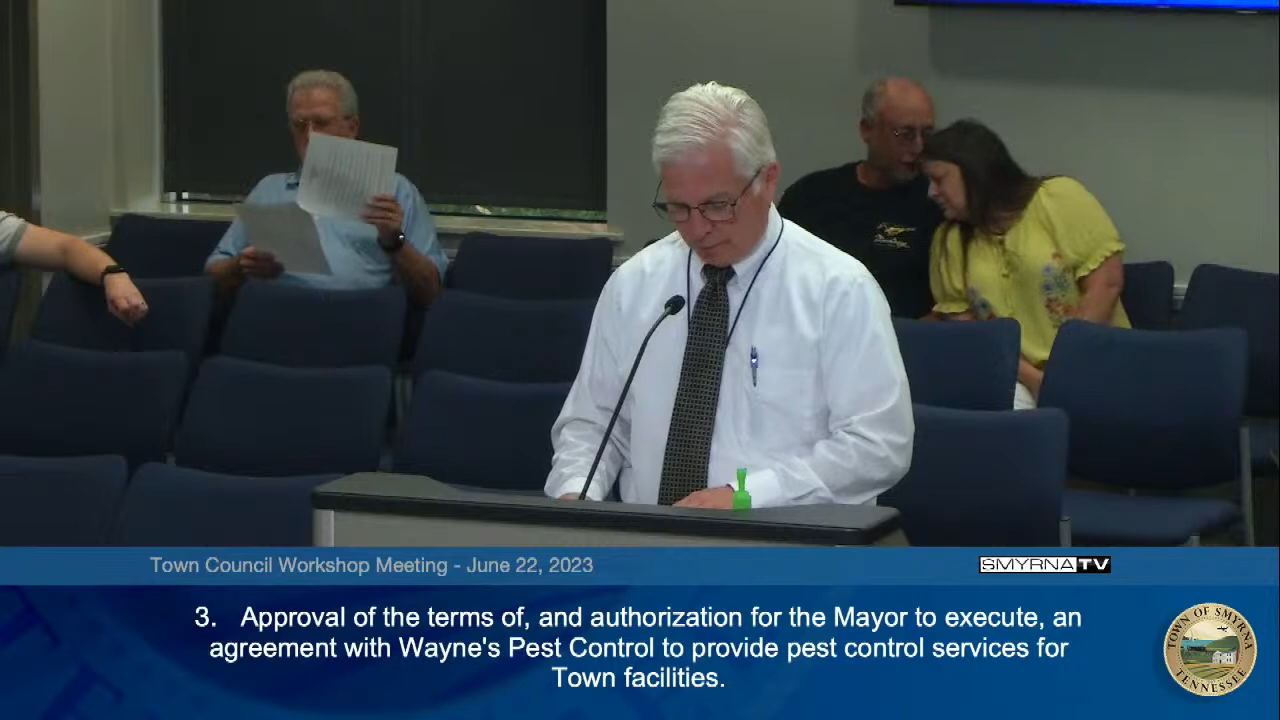 Town Council Workshop Meeting - June 22, 2023
SMYRNATV
3. Approval of the terms of, and authorization for the Mayor to execute, an
agreement with Wayne's Pest Control to provide pest control services for
Town facilities.
TOWN OF SMYRNA
TENNESSEE